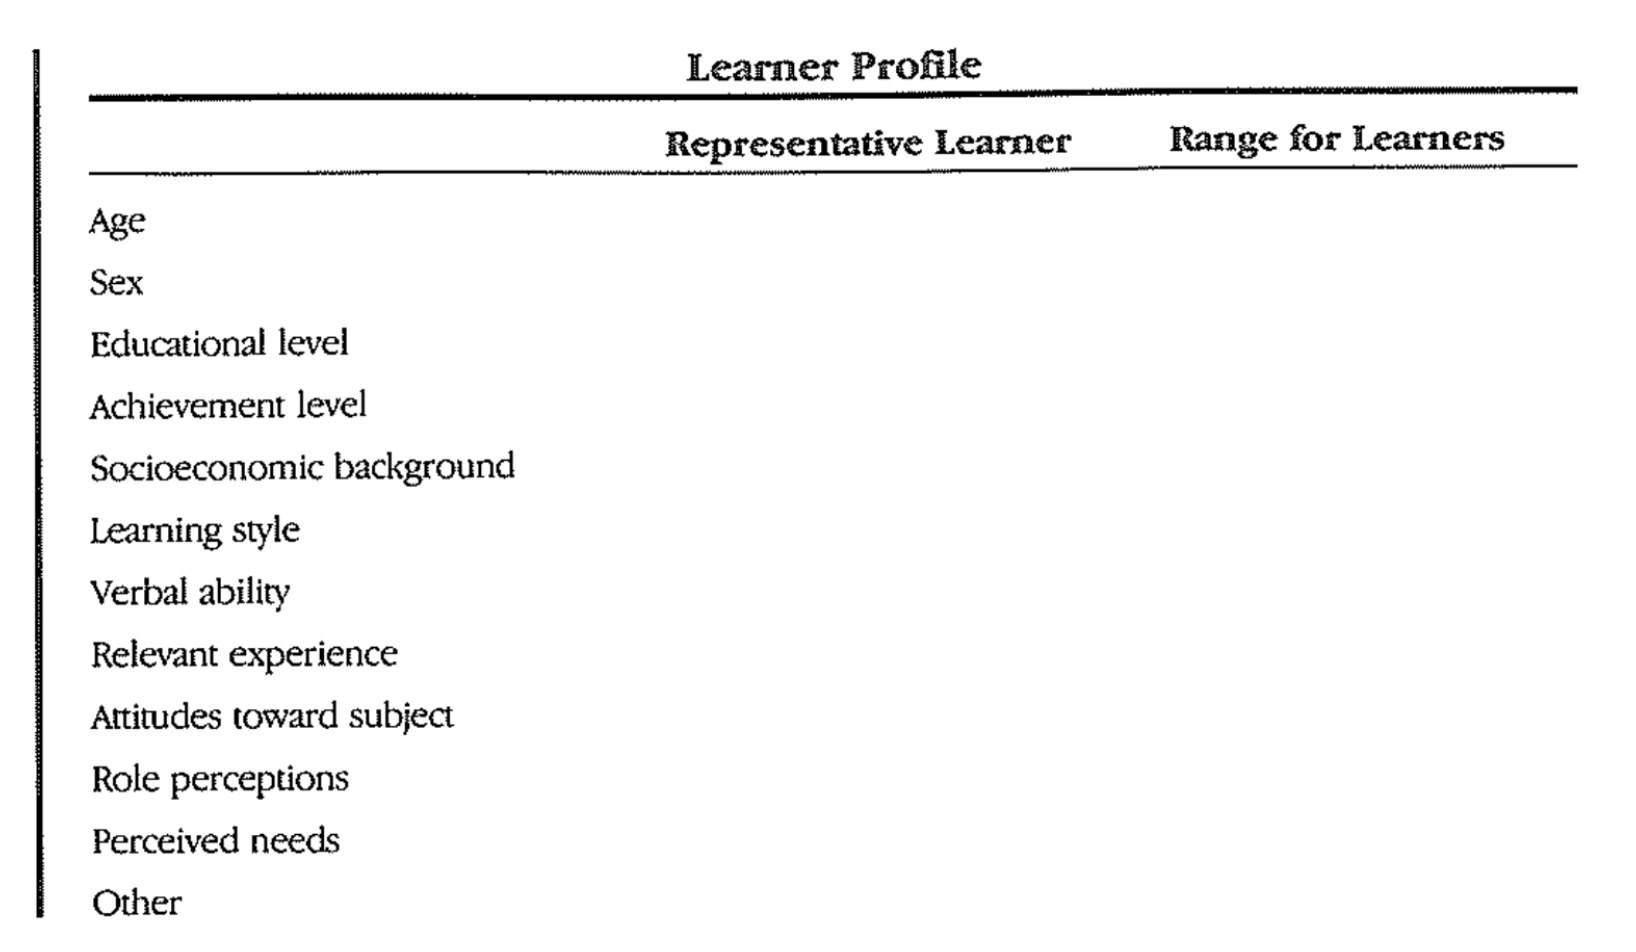 Learner Profile
Representative Learner Range for Learners
Age
Sex
Educational level
Achievement level
Socioeconomic background
Learning style
Verbal ability
Relevant experience
Attitudes toward subject
Role perceptions
Perceived needs
Other